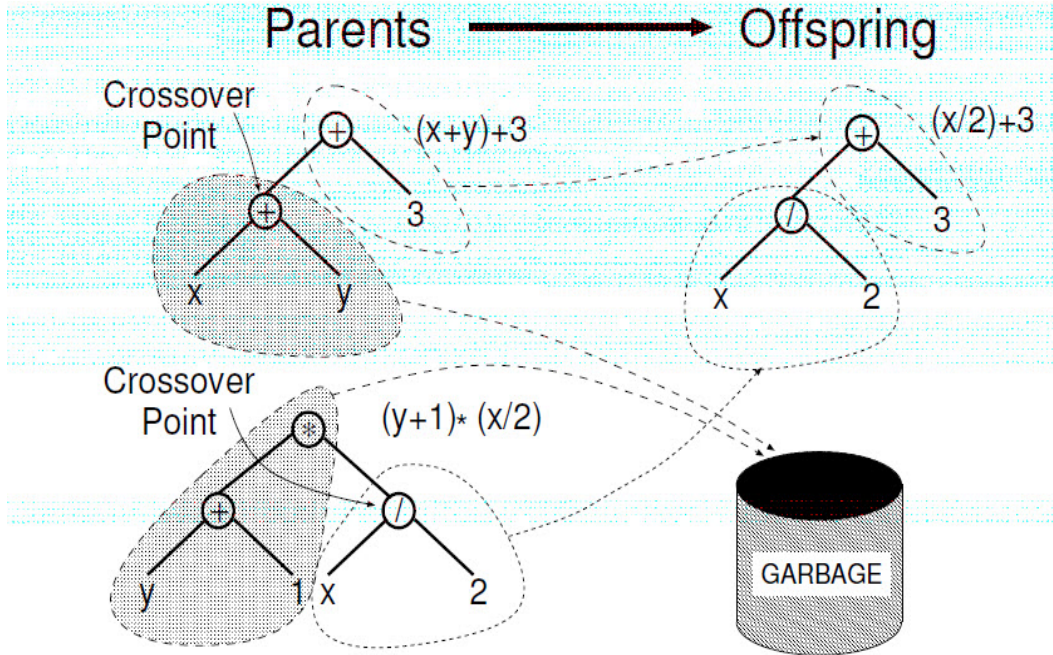 Parents
Offspring
Crossover
Point
+
(x+y)+3
+
3
x
y
+
(x/2)+3
/
3
x
2
Crossover
Point
(y+1)* (x/2)
*
+
/
y
1
x
2
GARBAGE